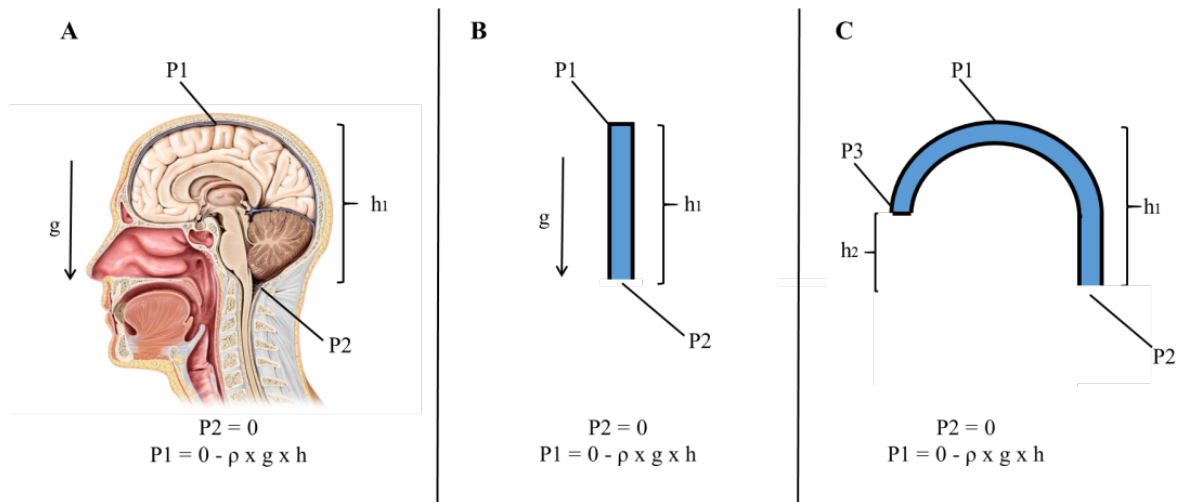 A
P1
g
h1
P2
P2 = 0
P1 = 0 - ρ x g x h
B
P1
g
h1
P2
P2 = 0
P1 = 0 - ρ x g x h
C
P1
P3
h1
h2
P2
P2 = 0
P1 = 0 - ρ x g x h